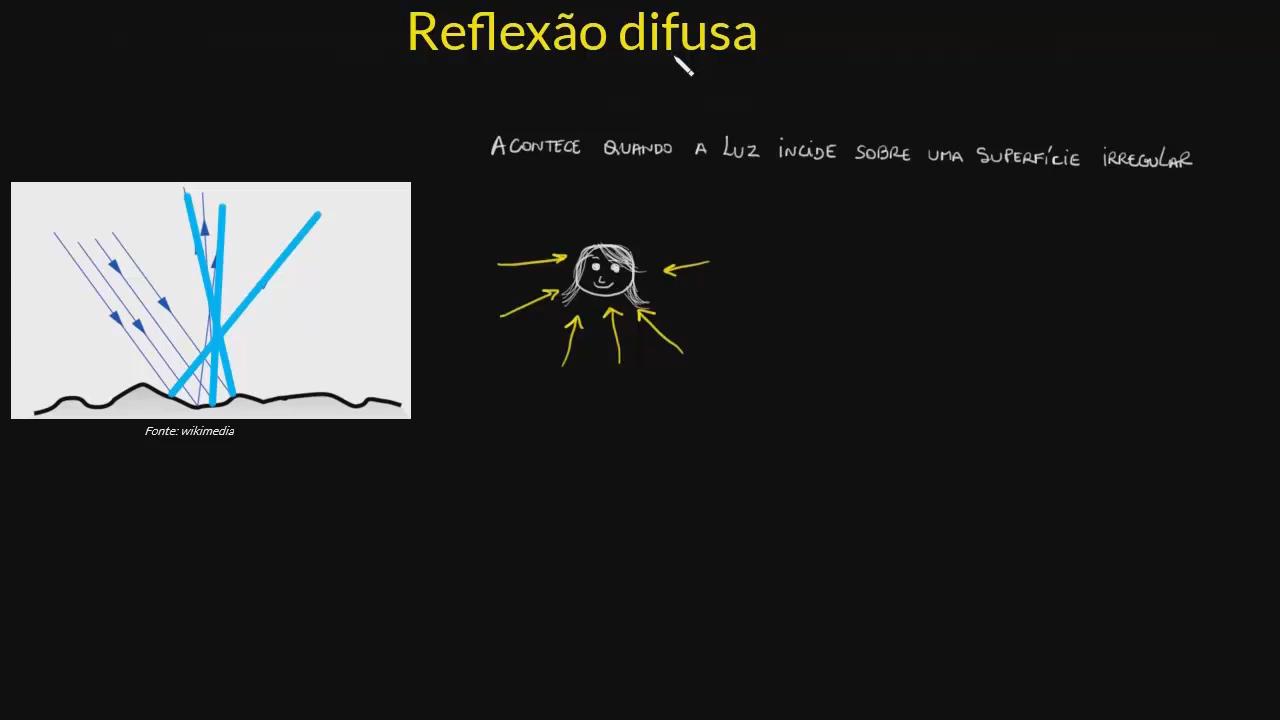 Reflexão difusa
ACONTECE QUANDO A LUZ INCIDE SOBRE UMA SUPERFÍCIE IRREGULAR
Fonte: wikimedia